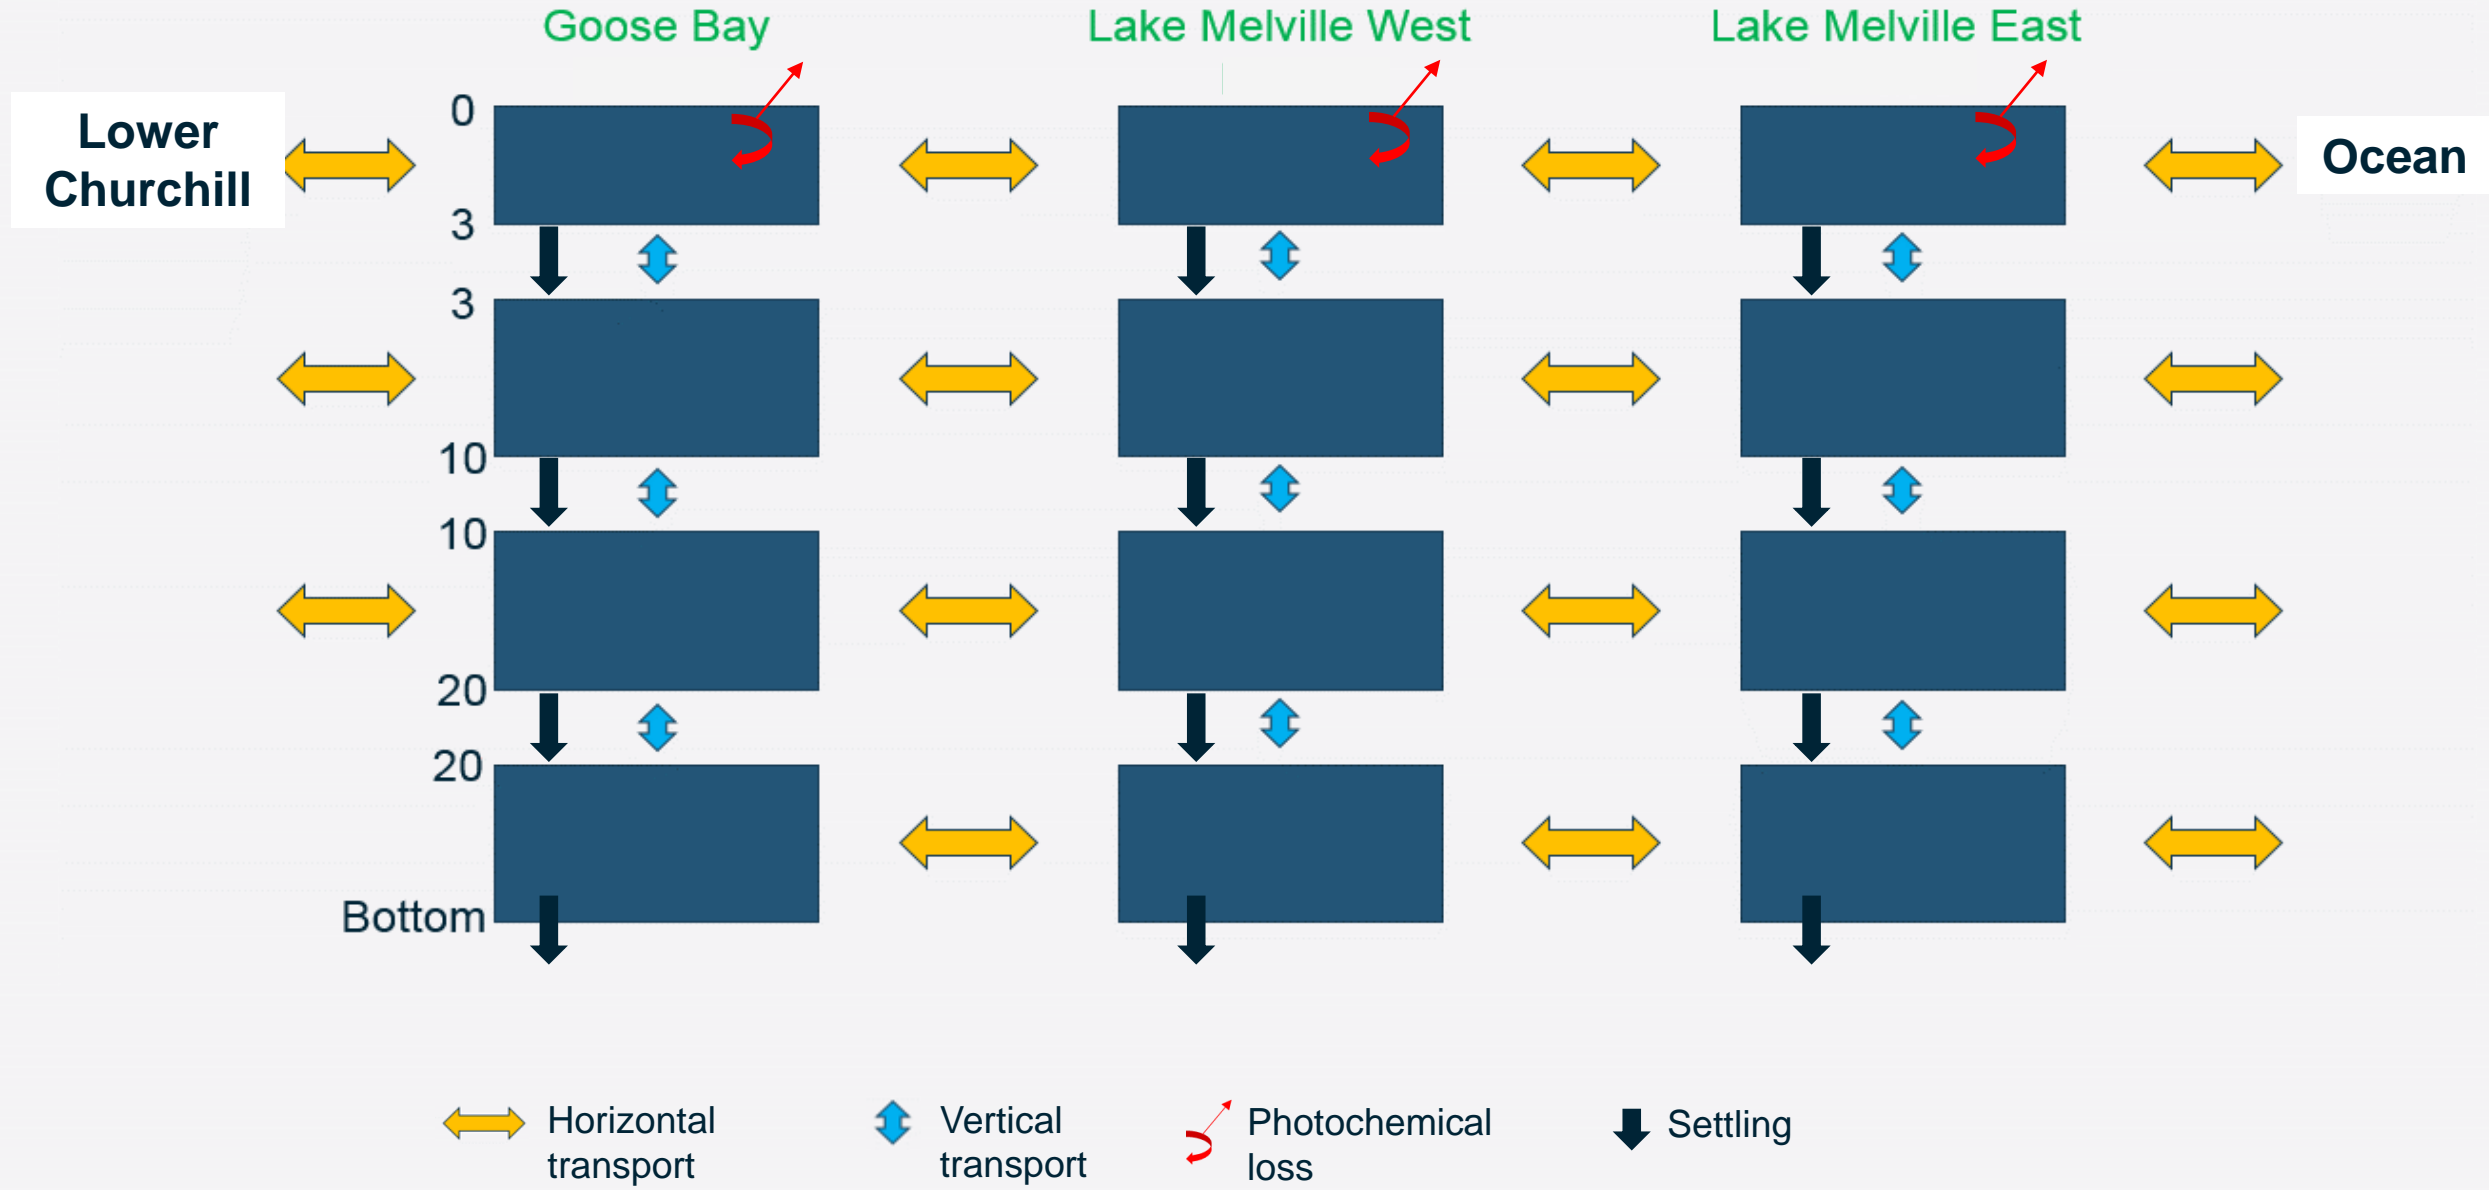 Goose Bay
Lake Melville West
Lake Melville East
Lower
Churchill
Ocean
0
3
3
10
10
20
20
Bottom
Horizontal
transport
Vertical
transport
Photochemical
loss
Settling